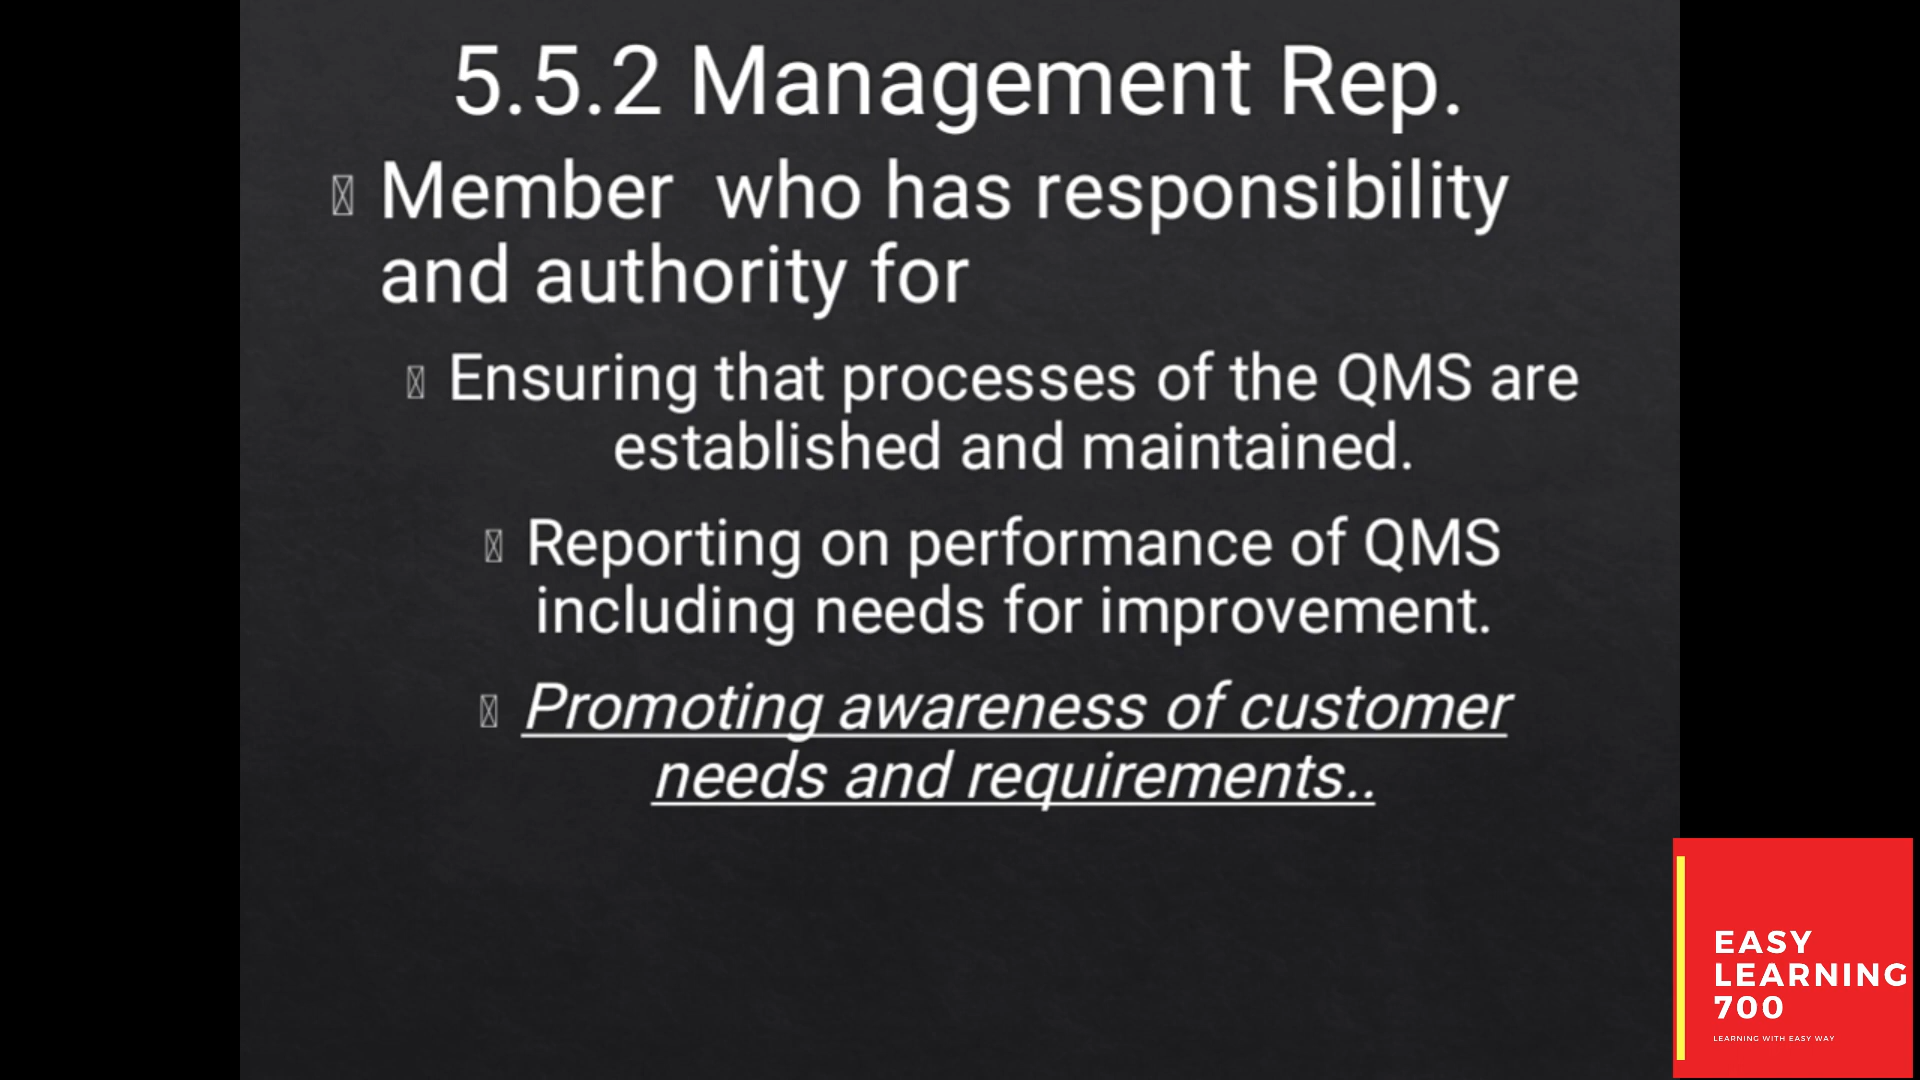 5.5.2 Management Rep.
Member  who has responsibility
and authority for
Ensuring that processes of the QMS are
established and maintained.
Reporting on performance of QMS
including needs for improvement.
Promoting awareness of customer
needs and requirements..
EASY
LEARNING
700
LEARNING WITH EASY WAY